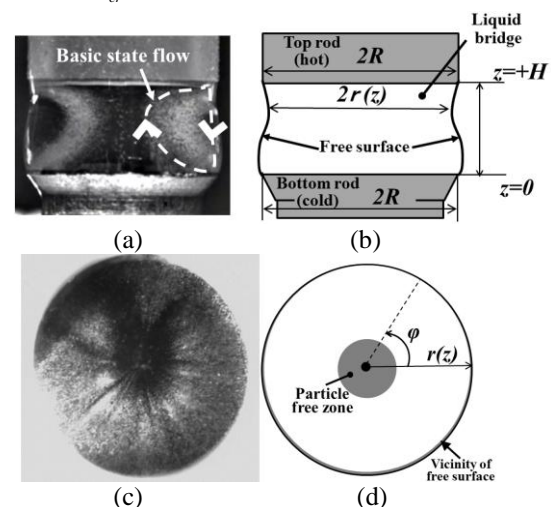 Basic state flow
(a)
Liquid
bridge
Top rod
(hot)
2R
z=+H
2r(z)
Free surface
Bottom rod
(cold)
2R
z=0
(b)
(c)
φ
r(z)
Particle
free zone
Vicinity of
free surface
(d)